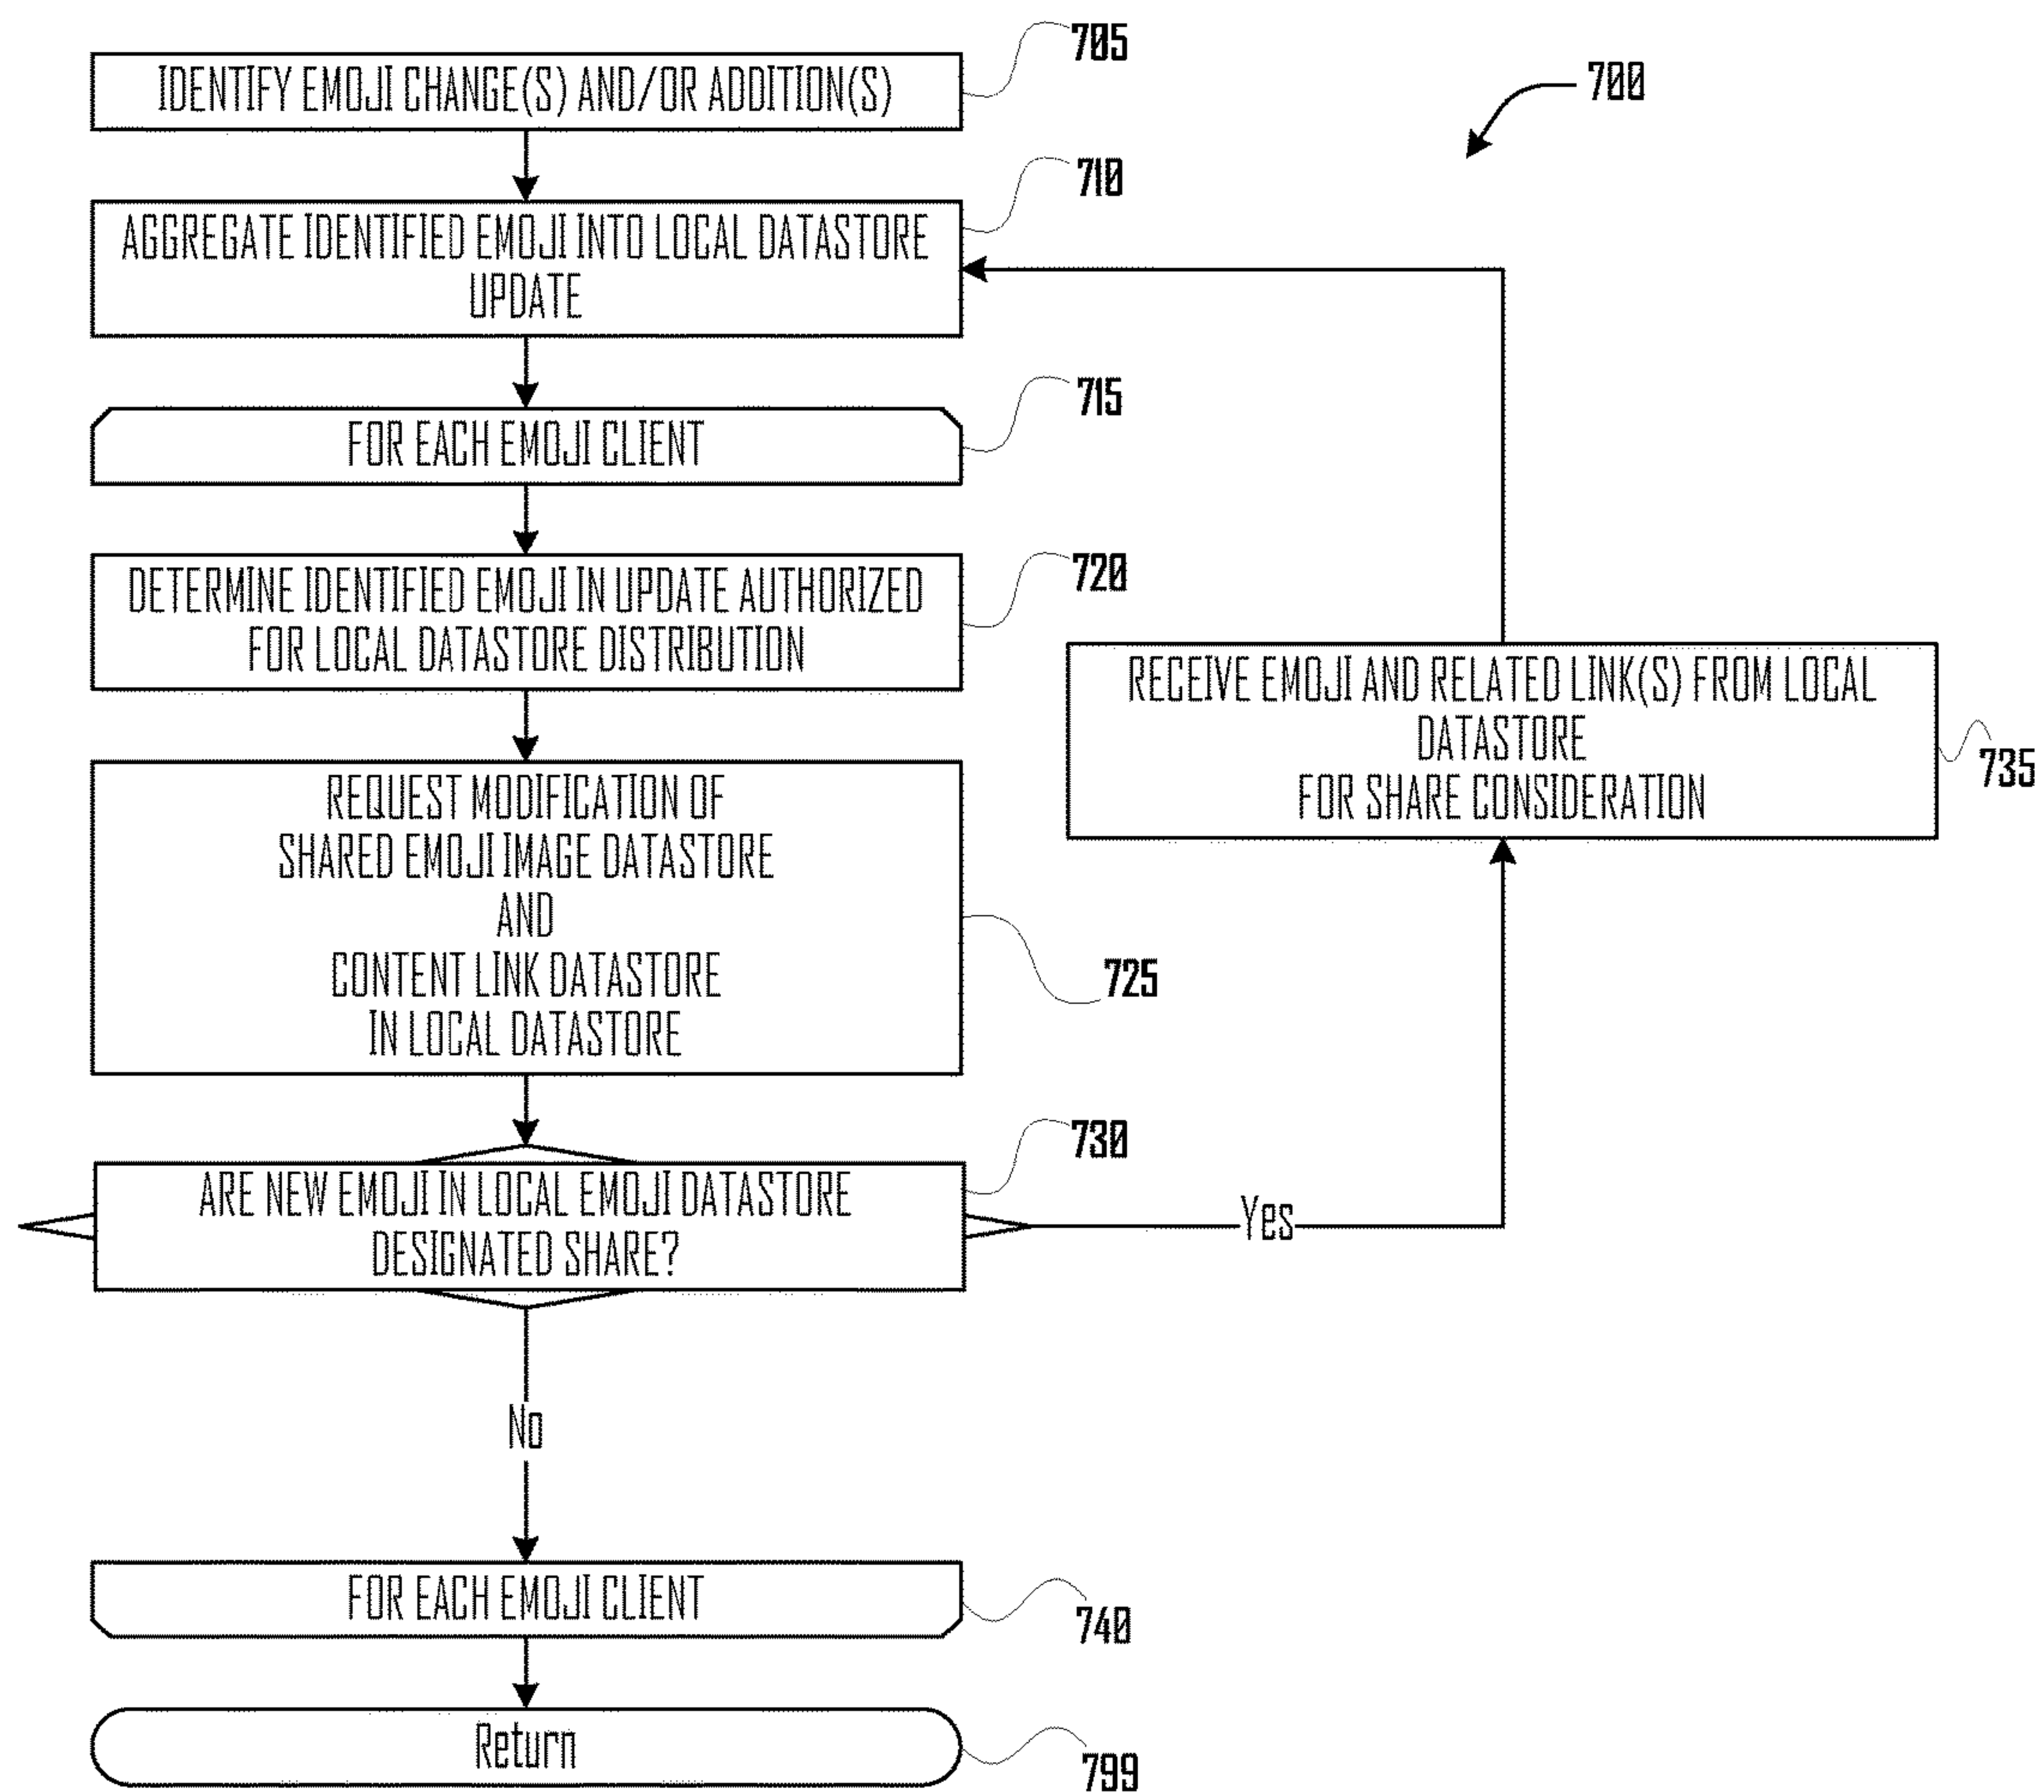 705
IDENTIFY EMOJI CHANGE(S) AND/OR ADDITION(S)
700
710
AGGREGATE IDENTIFIED EMOJI INTO LOCAL DATASTORE
UPDATE
715
FOR EACH EMOJI CLIENT
720
DETERMINE IDENTIFIED EMOJI IN UPDATE AUTHORIZED
FOR LOCAL DATASTORE DISTRIBUTION
RECEIVE EMOJI AND RELATED LINK(S) FROM LOCAL
DATASTORE
FOR SHARE CONSIDERATION
735
REQUEST MODIFICATION OF
SHARED EMOJI IMAGE DATASTORE
AND
CONTENT LINK DATASTORE
IN LOCAL DATASTORE
725
730
ARE NEW EMOJI IN LOCAL EMOJI DATASTORE
DESIGNATED SHARE?
Yes
No
FOR EACH EMOJI CLIENT
740
Return
799